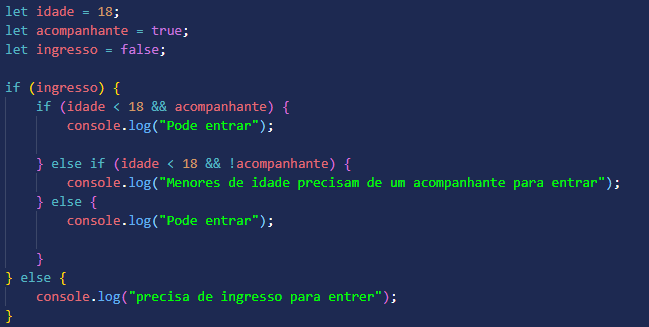 let idade = 18;
let acompanhante = true;
let ingresso = false;

if (ingresso) {
    if (idade < 18 && acompanhante) {
        console.log("Pode entrar");

    } else if (idade < 18 && !acompanhante) {
        console.log("Menores de idade precisam de um acompanhante para entrar");
    } else {
        console.log("Pode entrar");

    }
} else {
    console.log("precisa de ingresso para entrer");
}